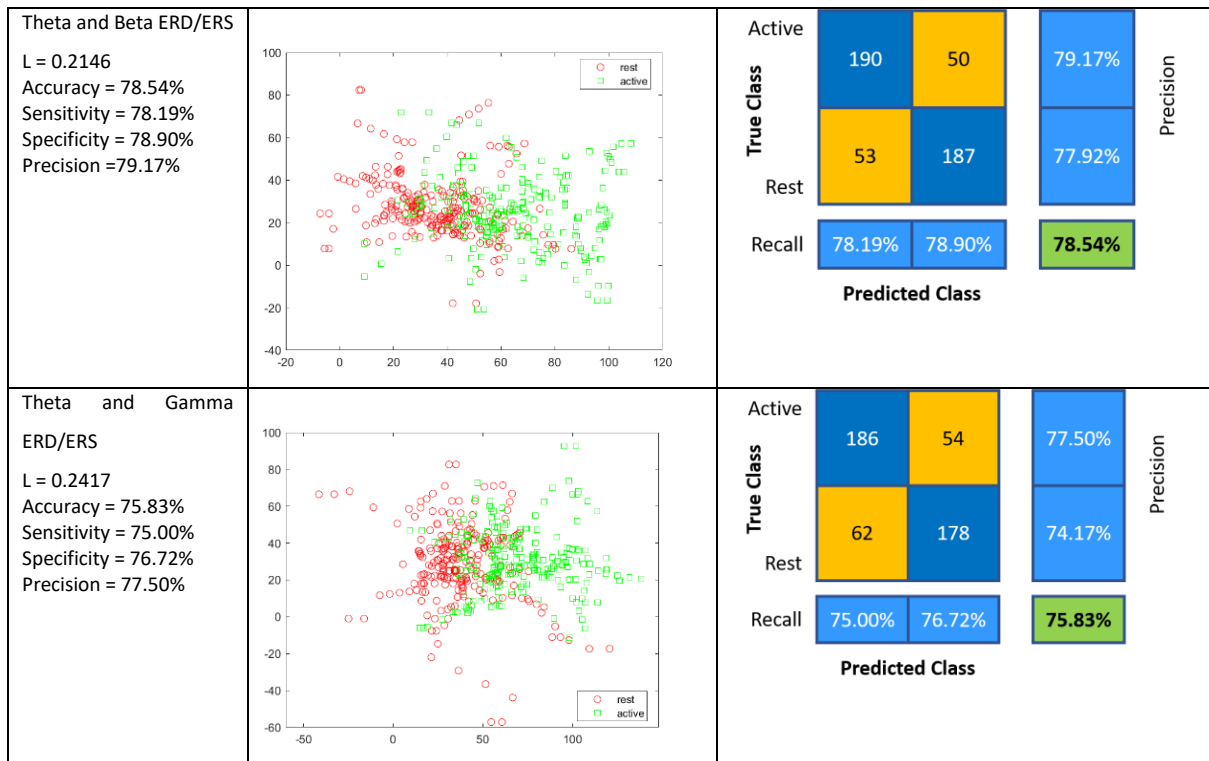 Theta and Beta ERD/ERS
L = 0.2146
Accuracy = 78.54%
Sensitivity = 78.19%
Specificity = 78.90%
Precision =79.17%
100
80
60
40
20
0
-20
-40
-20
0
20
40
60
80
100
120
rest
active
Active
True Class
Rest
190
50
79.17%
53
187
77.92%
Precision
Recall
78.19%
78.90%
78.54%
Predicted Class
Theta and Gamma
ERD/ERS
L = 0.2417
Accuracy = 75.83%
Sensitivity = 75.00%
Specificity = 76.72%
Precision = 77.50%
100
80
60
40
20
0
-20
-40
-60
-50
0
50
100
rest
active
Active
True Class
Rest
186
54
77.50%
62
178
74.17%
Precision
Recall
75.00%
76.72%
75.83%
Predicted Class